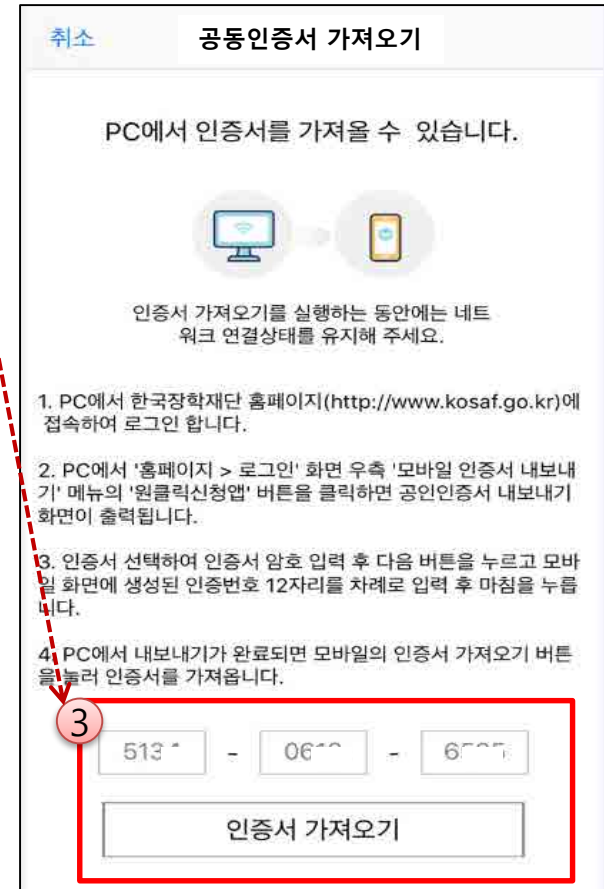 취소 공동인증서 가져오기
PC에서 인증서를 가져올 수 있습니다.
인증서 가져오기를 실행하는 동안에는 네트
워크 연결상태를 유지해 주세요.
1. PC에서 한국장학재단 홈페이지(http://www.kosaf.go.kr)에
접속하여 로그인 합니다.
2. PC에서 '홈페이지 > 로그인' 화면 우측 '모바일 인증서 내보내
기' 메뉴의 '원클릭신청앱' 버튼을 클릭하면 공인인증서 내보내기
화면이 출력됩니다.
3. 인증서 선택하여 인증서 암호 입력 후 다음 버튼을 누르고 모바
일 화면에 생성된 인증번호 12자리를 차례로 입력 후 마침을 누릅
니다.
4. PC에서 내보내기가 완료되면 모바일의 인증서 가져오기 버튼
을 눌러 인증서를 가져옵니다.
3
- -
인증서 가져오기